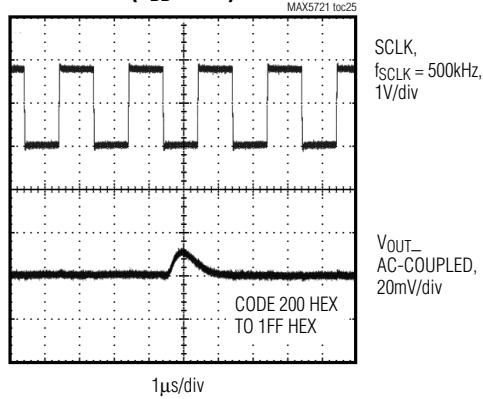 MAX5721 toc25
SCLK,
fSCLK = 500kHz,
1V/div
VOUT_
AC-COUPLED,
20mV/div
CODE 200 HEX
TO 1FF HEX
1μs/div